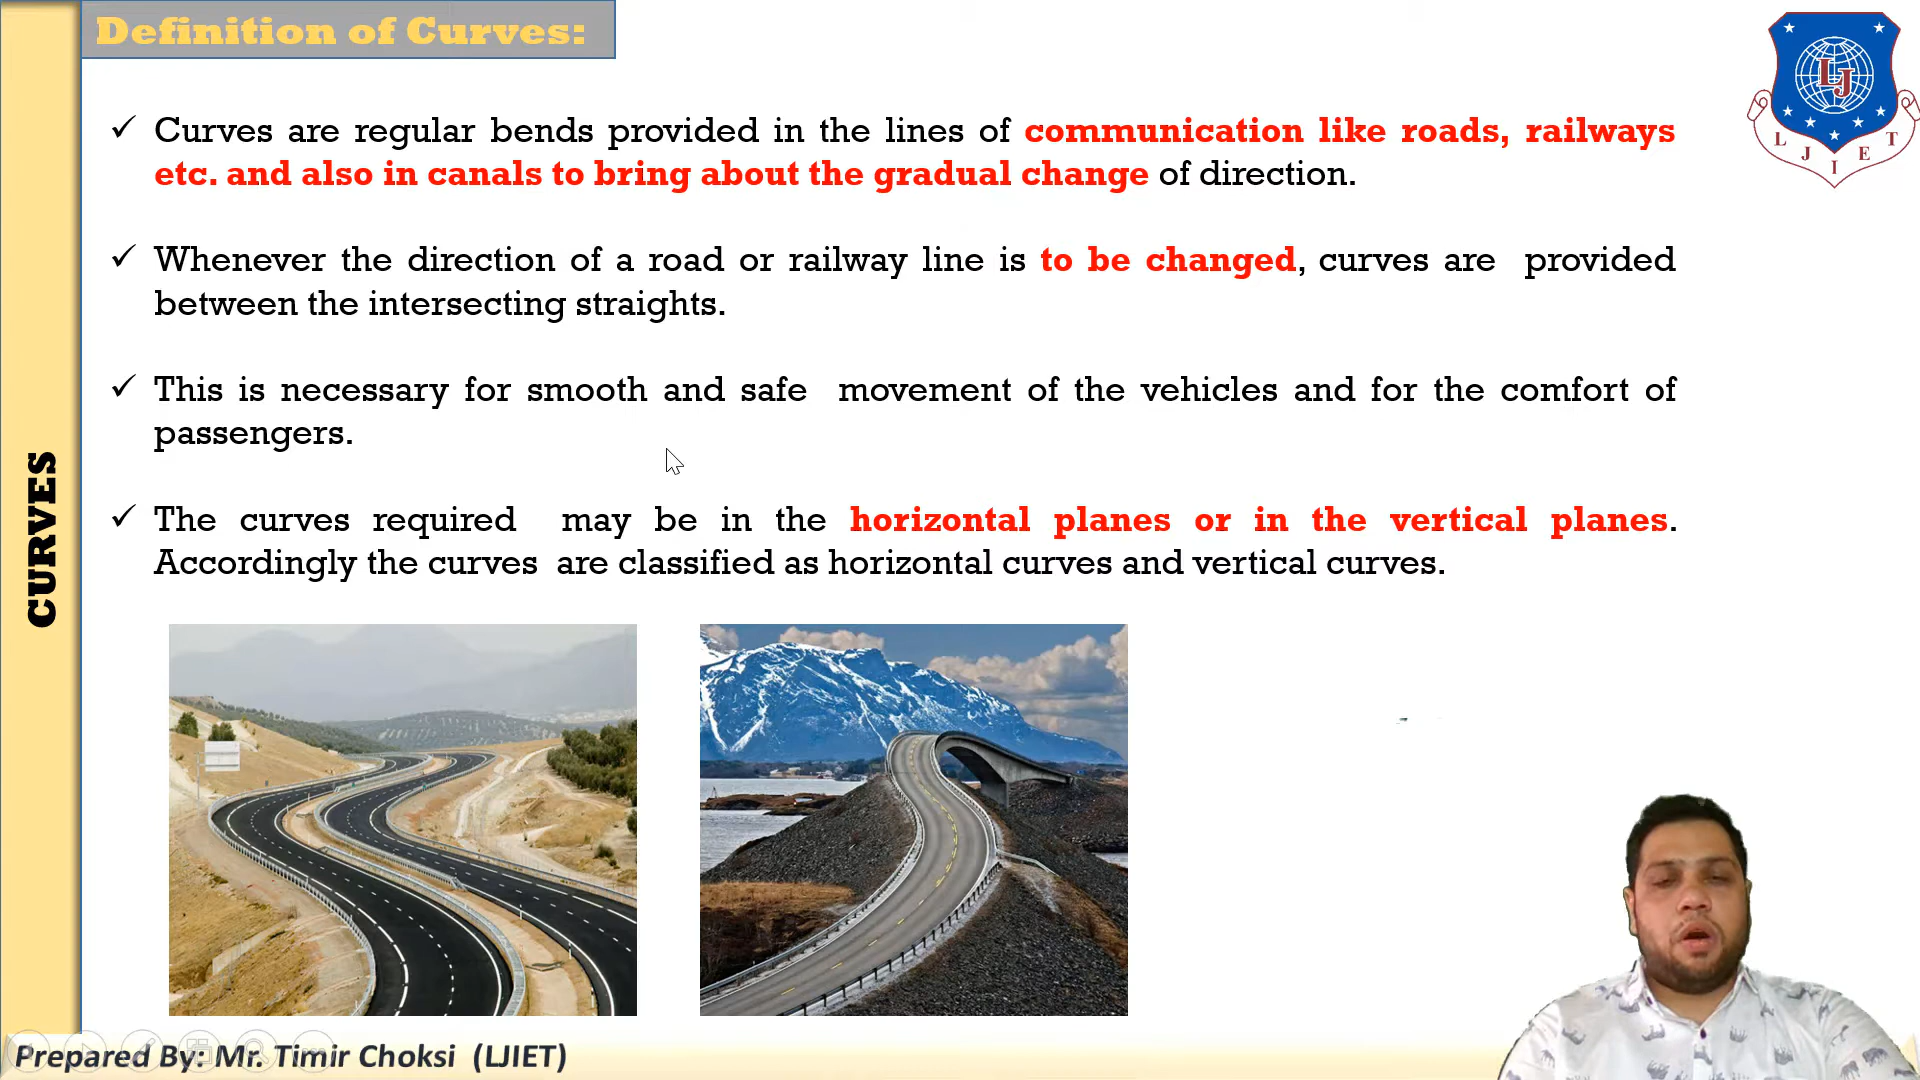 Definition of Curves:
✓ Curves are regular bends provided in the lines of communication like roads, railways
etc. and also in canals to bring about the gradual change of direction.
✓ Whenever the direction of a road or railway line is to be changed, curves are provided
between the intersecting straights.
✓ This is necessary for smooth and safe movement of the vehicles and for the comfort of
passengers.
✓ The curves required may be in the horizontal planes or in the vertical planes.
Accordingly the curves are classified as horizontal curves and vertical curves.
CURVES
LJ
L J I E T
Prepared By: Mr. Timir Choksi (LJIET)